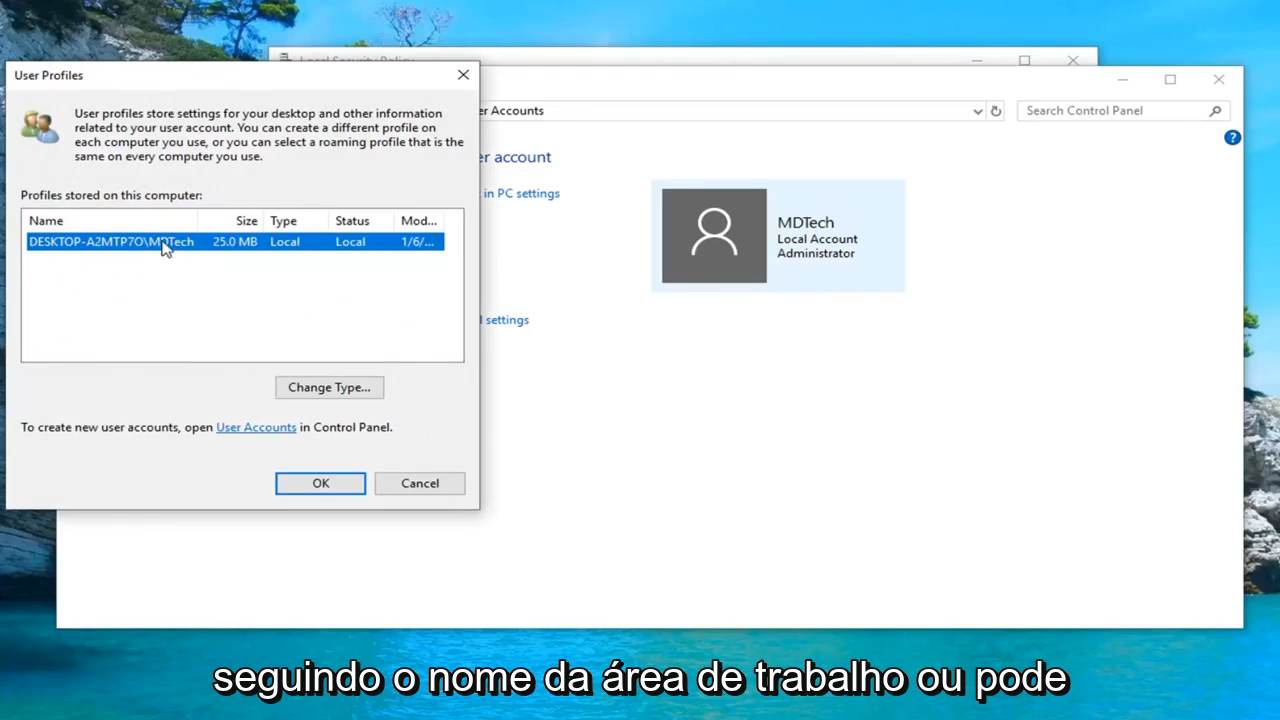 Local Security Policy
User Profiles
User profiles store settings for your desktop and other information
related to your user account. You can create a different profile on
each computer you use, or you can select a roaming profile that is the
same on every computer you use.
Profiles stored on this computer:
Name Size Type Status Mod...
DESKTOP-A2MTP7O\MDTech 25.0 MB Local Local 1/6/...
Change Type...
To create new user accounts, open User Accounts in Control Panel.
OK Cancel
er Accounts
Search Control Panel
er account
in PC settings
MDTech
Local Account
Administrator
settings
seguindo o nome da área de trabalho ou pode